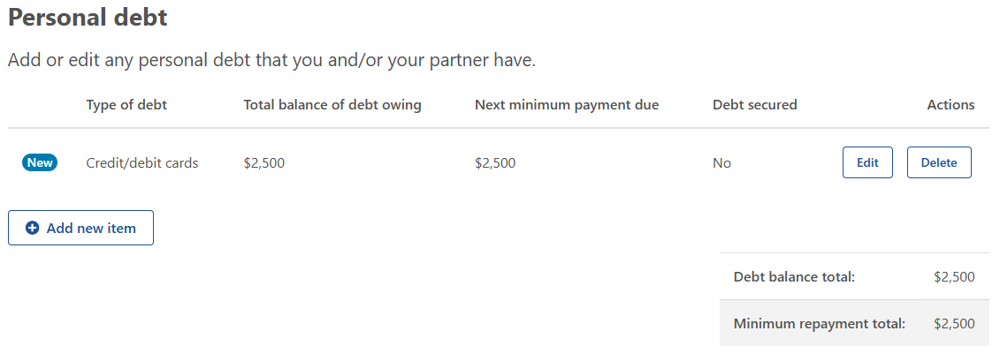 Personal debt
Add or edit any personal debt that you and/or your partner have.
Type of debt Total balance of debt owing Next minimum payment due Debt secured Actions
New Credit/debit cards $2,500 $2,500 No Edit Delete
Add new item
Debt balance total: $2,500
Minimum repayment total: $2,500